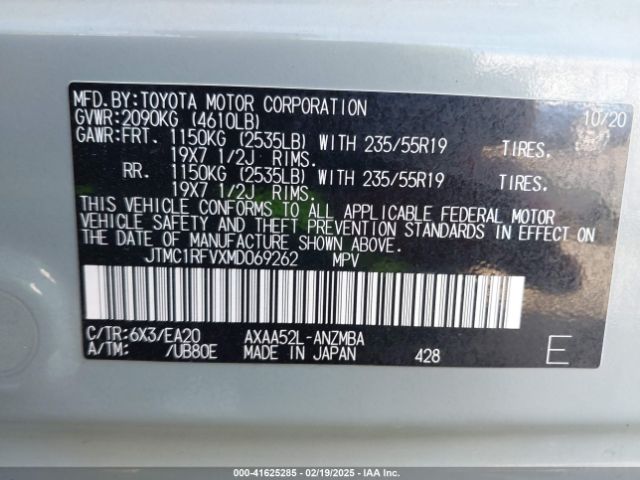 MFD.BY:TOYOTA MOTOR CORPORATION 10/20
GVWR:2090KG (4610LB)
GAWR:FRT. 1150KG (2535LB) WITH 235/55R19 TIRES.
19X7 1/2J RIMS.
RR. 1150KG (2535LB) WITH 235/55R19 TIRES.
19X7 1/2J RIMS.
THIS VEHICLE CONFORMS TO ALL APPLICABLE FEDERAL MOTOR
VEHICLE SAFETY AND THEFT PREVENTION STANDARDS IN EFFECT ON
THE DATE OF MANUFACTURE SHOWN ABOVE.
JTMC1RFVXMD069262 MPV
C/TR:6X3/EA20 AXAA52L-ANZMBA
A/TM: /UB80E MADE IN JAPAN 428 E
00-41625285 - 02/19/2025 - IAA Inc.